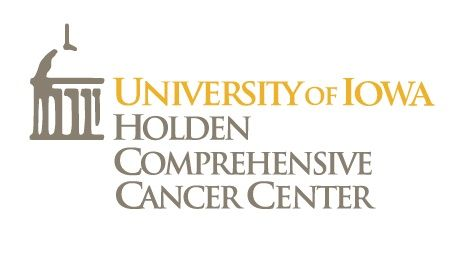 UNIVERSITY OF IOWA
HOLDEN
COMPREHENSIVE
CANCER CENTER